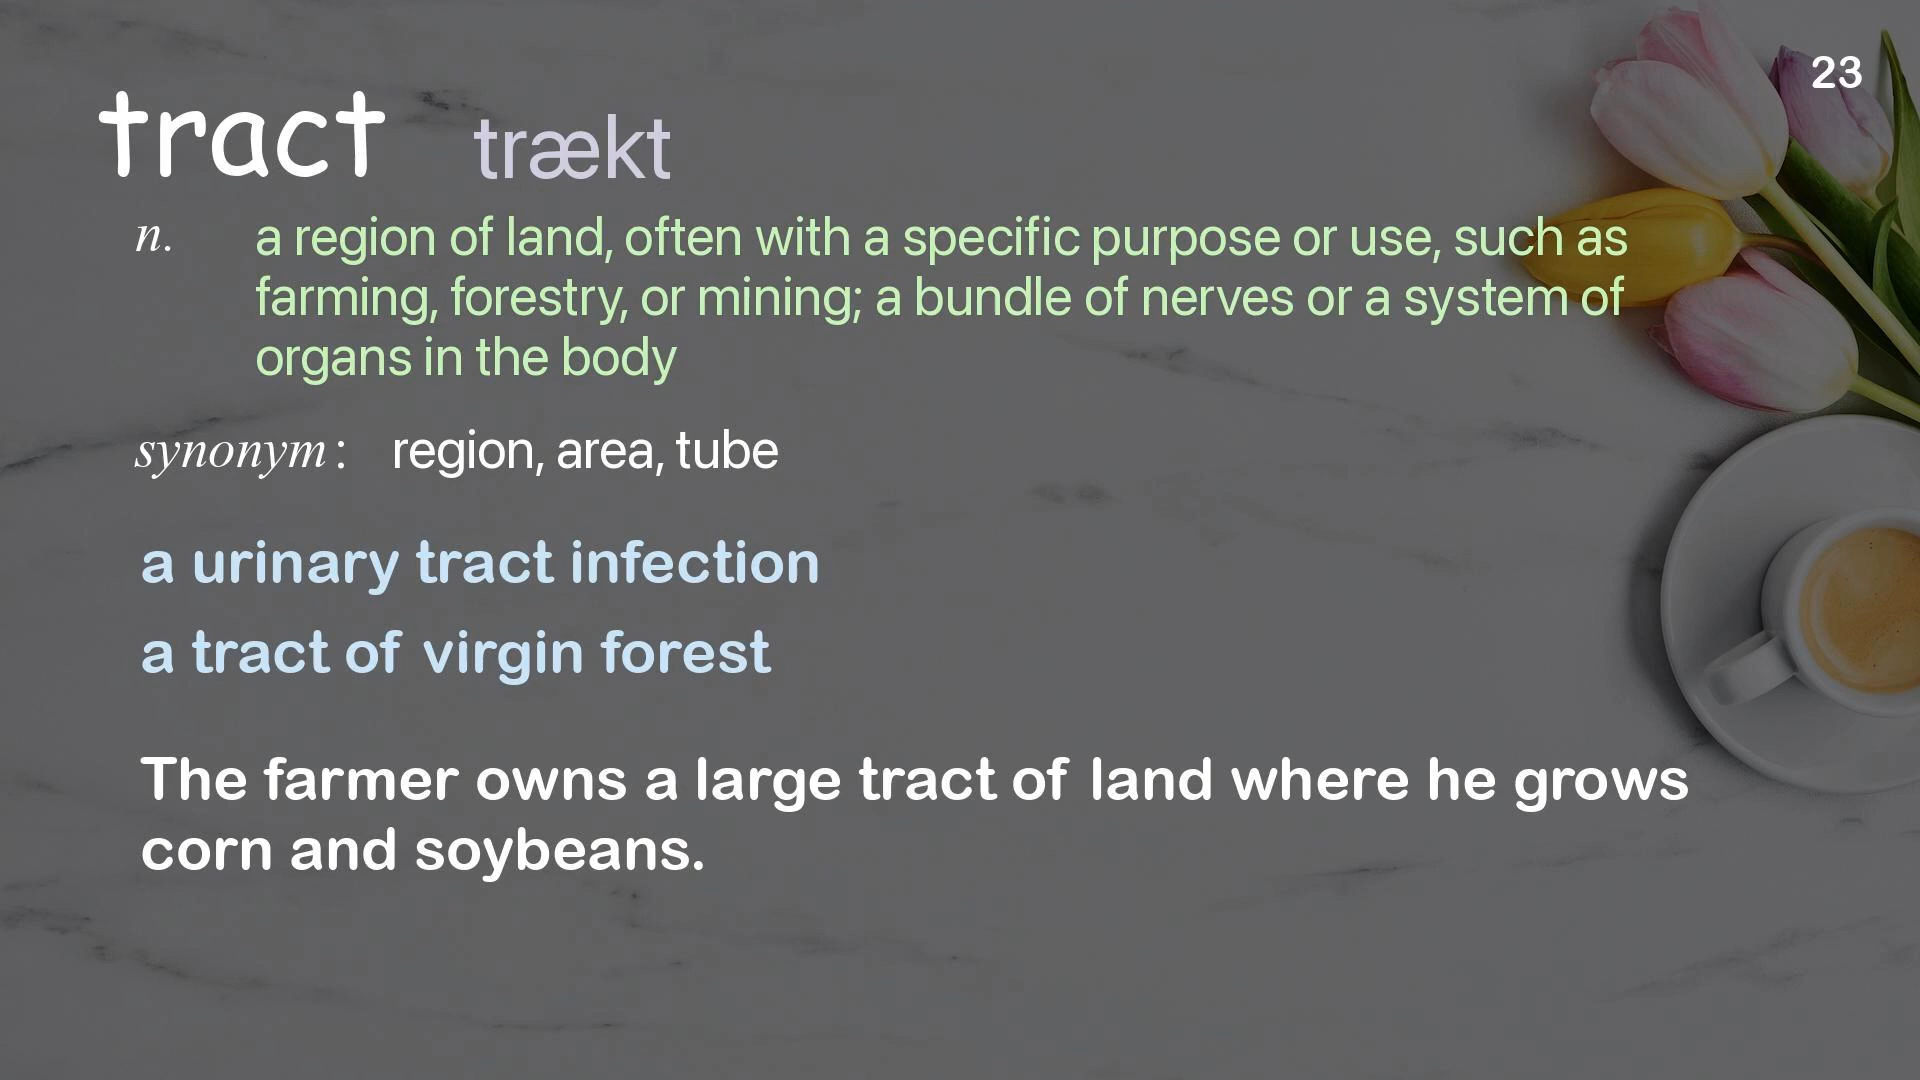 23
tract trækt
n. a region of land, often with a specific purpose or use, such as
farming, forestry, or mining; a bundle of nerves or a system of
organs in the body
synonym: region, area, tube
a urinary tract infection
a tract of virgin forest
The farmer owns a large tract of land where he grows
corn and soybeans.